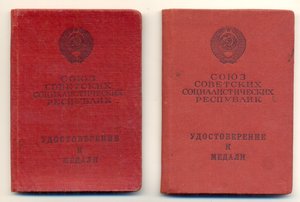 СОЮЗ
СОВЕТСКИХ
СОЦИАЛИСТИЧЕСКИХ
РЕСПУБЛИК
УДОСТОВЕРЕНИЕ
К
МЕДАЛИ
СОЮЗ
СОВЕТСКИХ
СОЦИАЛИСТИЧЕСКИХ
РЕСПУБЛИК
УДОСТОВЕРЕНИЕ
К
МЕДАЛИ